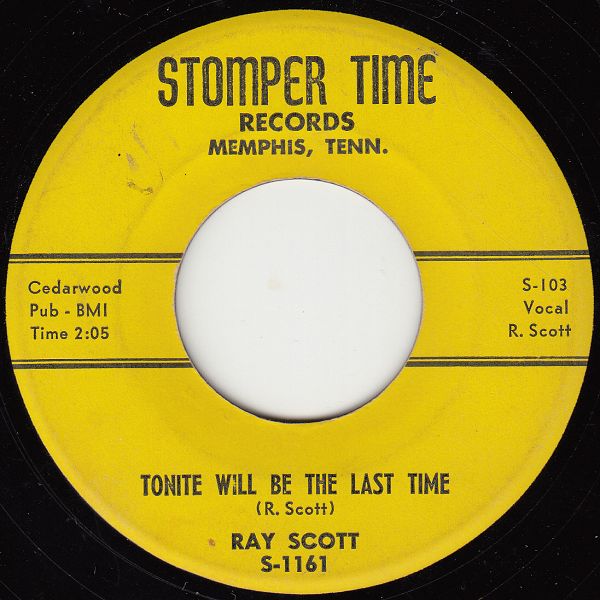 STOMPER TIME
RECORDS
MEMPHIS, TENN.
Cedarwood
Pub - BMI
Time 2:05
S-103
Vocal
R. Scott
TONITE WILL BE THE LAST TIME
(R. Scott)
RAY SCOTT
S-1161